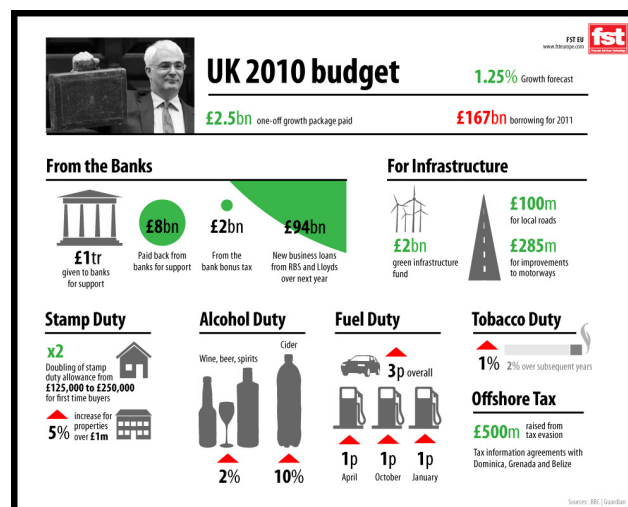 FST EU
www.fsteurope.com
fst
UK 2010 budget
1.25% Growth forecast
£2.5bn one-off growth package paid
£167bn borrowing for 2011
From the Banks
£1tr
given to banks
for support
£8bn
Paid back from
banks for support
£2bn
From the
bank bonus tax
£94bn
New business loans
from RBS and Lloyds
over next year
For Infrastructure
£2bn
green infrastructure
fund
£100m
for local roads
£285m
for improvements
to motorways
Stamp Duty
x2
Doubling of stamp
duty allowance from
£125,000 to £250,000
for first time buyers
5%
increase for
properties
over £1m
Alcohol Duty
Wine, beer, spirits
2%
Cider
10%
Fuel Duty
3p overall
1p
April
1p
October
1p
January
Tobacco Duty
1%
2% over subsequent years
Offshore Tax
£500m
raised from
tax evasion
Tax information agreements with
Dominica, Grenada and Belize
Sources: BBC | Guardian